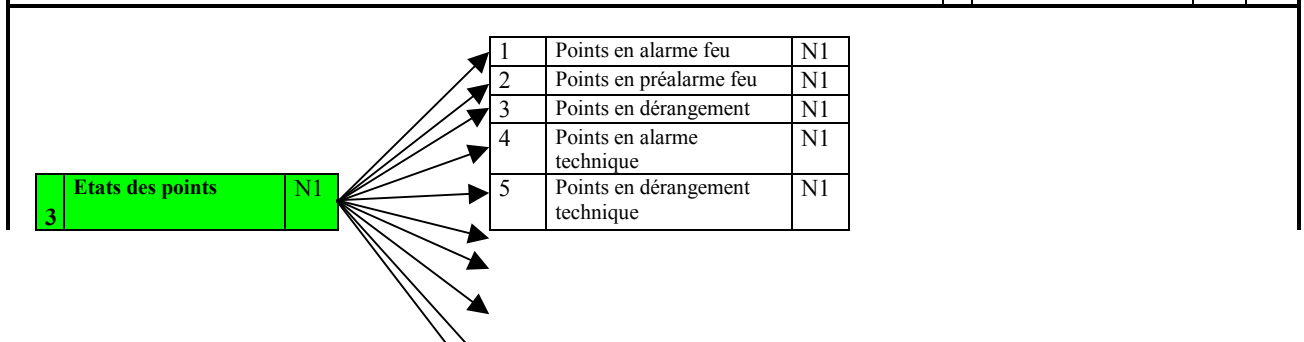 1 Points en alarme feu N1
2 Points en préalarme feu N1
3 Points en dérangement N1
4 Points en alarme N1
technique
3 Etats des points N1
5 Points en dérangement N1
technique